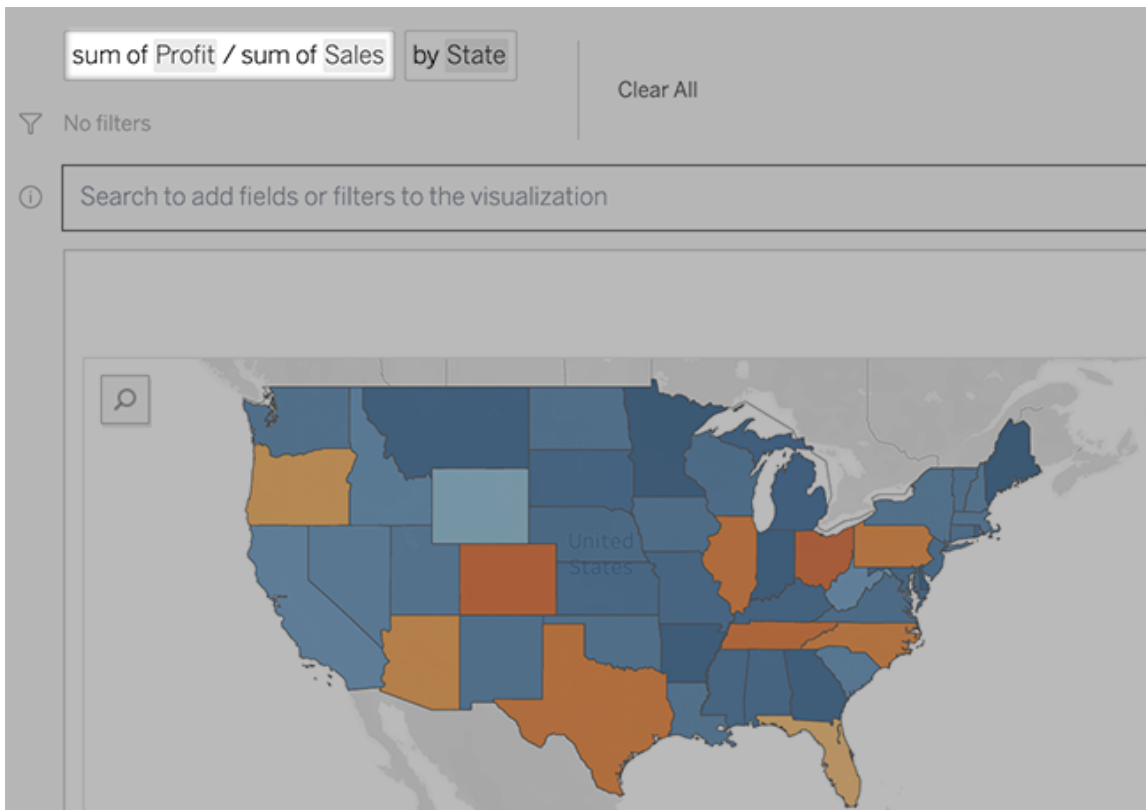 sum of Profit / sum of Sales by State
Clear All
No filters
Search to add fields or filters to the visualization
United
States